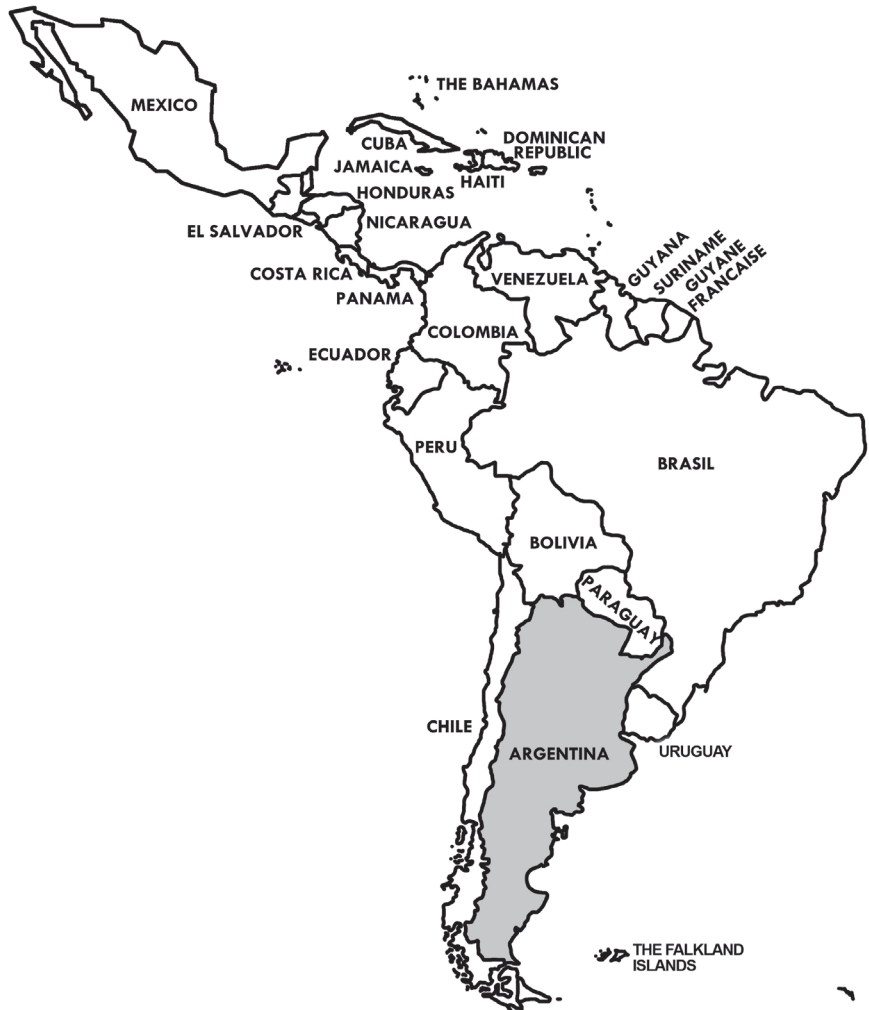 THE BAHAMAS
MEXICO
CUBA
DOMINICAN
REPUBLIC
JAMAICA
HAITI
HONDURAS
NICARAGUA
EL SALVADOR
GUYANA
SURINAME
GUYANE
FRANCAISE
COSTA RICA
VENEZUELA
PANAMA
COLOMBIA
ECUADOR
PERU
BRASIL
BOLIVIA
PARAGUAY
CHILE
ARGENTINA
URUGUAY
THE FALKLAND
ISLANDS